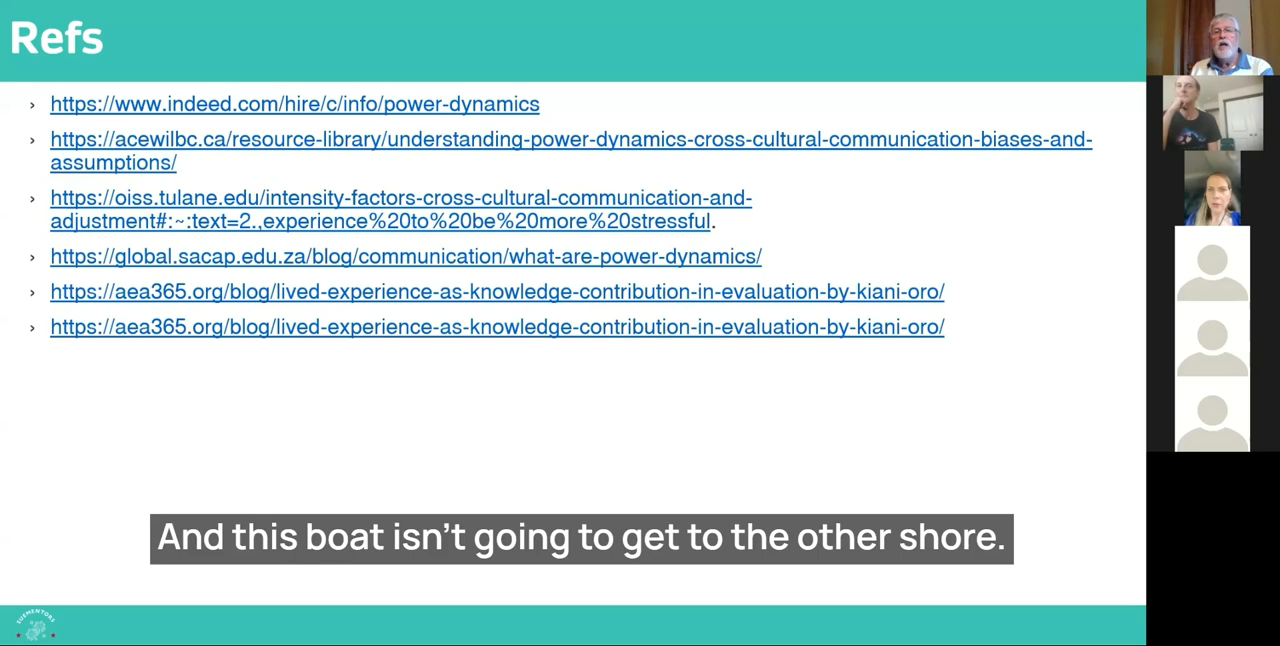 Refs
› https://www.indeed.com/hire/c/info/power-dynamics
› https://acewilbc.ca/resource-library/understanding-power-dynamics-cross-cultural-communication-biases-and-
assumptions/
› https://oiss.tulane.edu/intensity-factors-cross-cultural-communication-and-
adjustment#:~:text=2.,experience%20to%20be%20more%20stressful.
› https://global.sacap.edu.za/blog/communication/what-are-power-dynamics/
› https://aea365.org/blog/lived-experience-as-knowledge-contribution-in-evaluation-by-kiani-oro/
› https://aea365.org/blog/lived-experience-as-knowledge-contribution-in-evaluation-by-kiani-oro/
And this boat isn't going to get to the other shore.